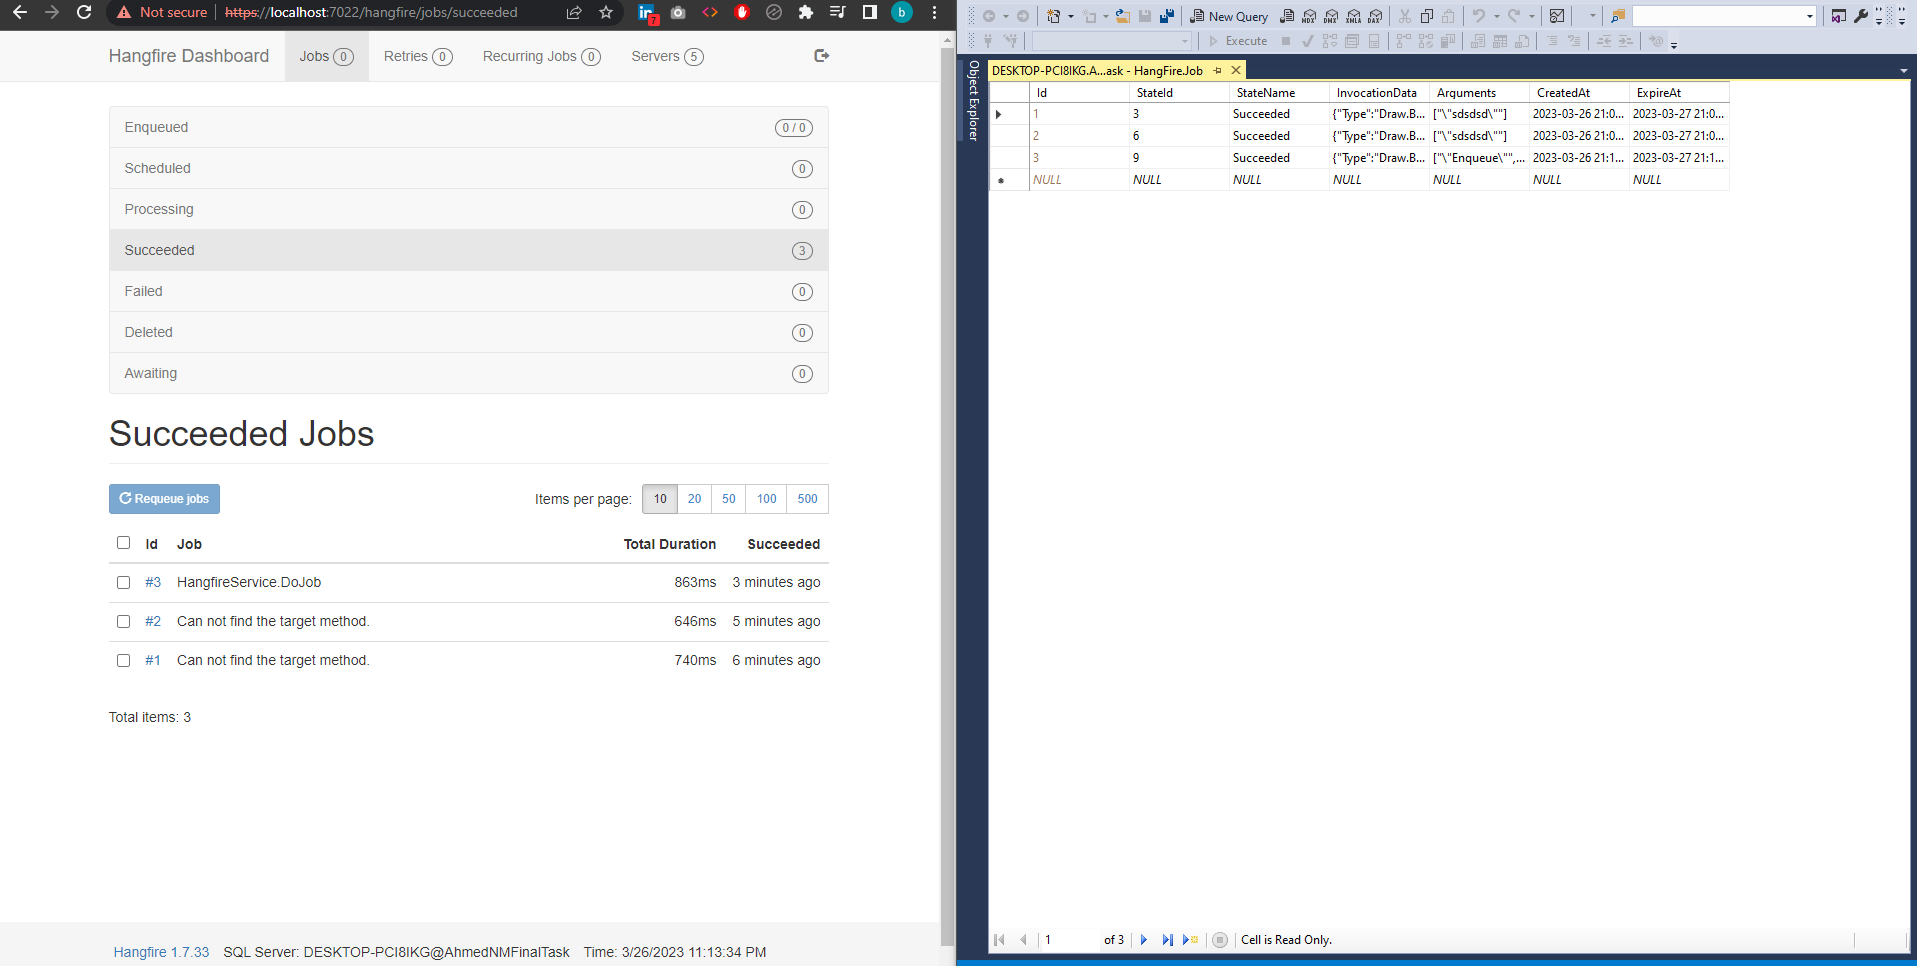 Not secure https://localhost:7022/hangfire/jobs/succeeded
7
b
Hangfire Dashboard Jobs 0 Retries 0 Recurring Jobs 0 Servers 5
Enqueued 0 / 0
Scheduled 0
Processing 0
Succeeded 3
Failed 0
Deleted 0
Awaiting 0
Succeeded Jobs
Requeue jobs Items per page: 10 20 50 100 500
Id Job Total Duration Succeeded
#3 HangfireService.DoJob 863ms 3 minutes ago
#2 Can not find the target method. 646ms 5 minutes ago
#1 Can not find the target method. 740ms 6 minutes ago
Total items: 3
Hangfire 1.7.33 SQL Server: DESKTOP-PCI8IKG@AhmedNMFinalTask Time: 3/26/2023 11:13:34 PM
New Query MDX DMX XMLA DAX
Execute
Object Explorer
DESKTOP-PCI8IKG.A...ask - HangFire.Job
Id StateId StateName InvocationData Arguments CreatedAt ExpireAt
1 3 Succeeded {"Type":"Draw.B... ["\"sdsdsd\""] 2023-03-26 21:0... 2023-03-27 21:0...
2 6 Succeeded {"Type":"Draw.B... ["\"sdsdsd\""] 2023-03-26 21:0... 2023-03-27 21:0...
3 9 Succeeded {"Type":"Draw.B... ["\"Enqueue\"",... 2023-03-26 21:1... 2023-03-27 21:1...
NULL NULL NULL NULL NULL NULL NULL
1 of 3 Cell is Read Only.